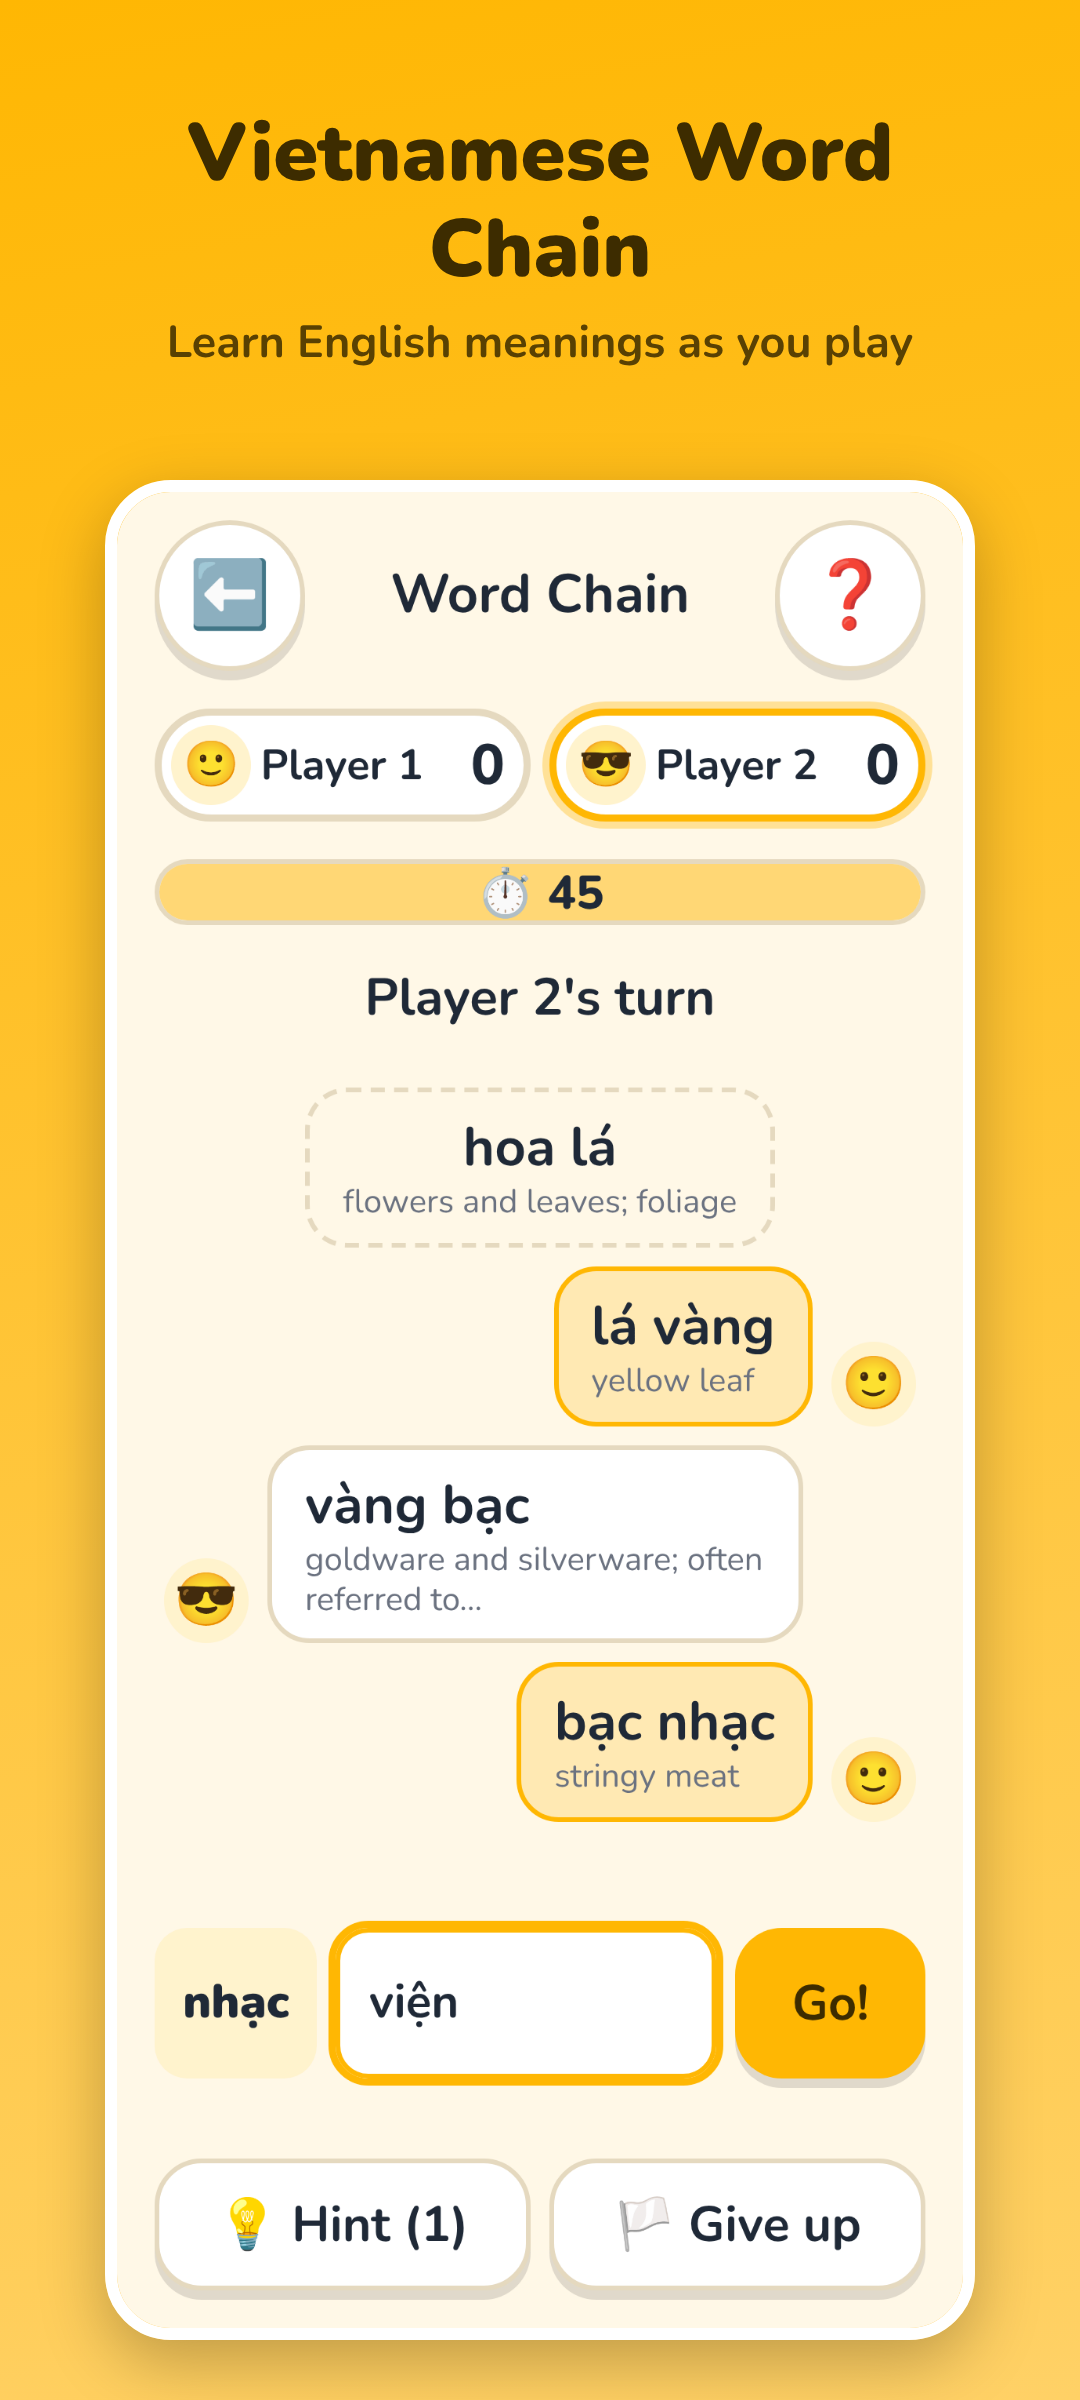 Vietnamese Word
Chain
Learn English meanings as you play
Word Chain
Player 1 0
Player 2 0
45
Player 2's turn
hoa lá
flowers and leaves; foliage
lá vàng
yellow leaf
vàng bạc
goldware and silverware; often
referred to...
bạc nhạc
stringy meat
nhạc
viện
Go!
Hint (1)
Give up